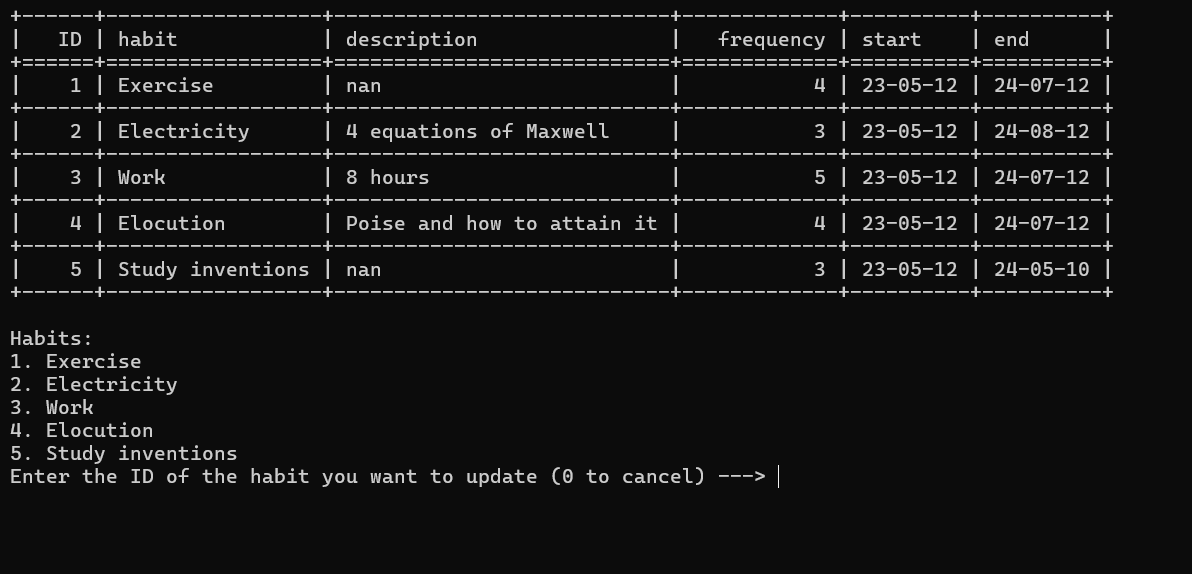 +------+------------------+----------------------------+-------------+----------+----------+
|   ID | habit            | description                |   frequency | start    | end      |
+======+==================+============================+=============+==========+==========+
|    1 | Exercise         | nan                        |           4 | 23-05-12 | 24-07-12 |
+------+------------------+----------------------------+-------------+----------+----------+
|    2 | Electricity      | 4 equations of Maxwell     |           3 | 23-05-12 | 24-08-12 |
+------+------------------+----------------------------+-------------+----------+----------+
|    3 | Work             | 8 hours                    |           5 | 23-05-12 | 24-07-12 |
+------+------------------+----------------------------+-------------+----------+----------+
|    4 | Elocution        | Poise and how to attain it |           4 | 23-05-12 | 24-07-12 |
+------+------------------+----------------------------+-------------+----------+----------+
|    5 | Study inventions | nan                        |           3 | 23-05-12 | 24-05-10 |
+------+------------------+----------------------------+-------------+----------+----------+
Habits:
1. Exercise
2. Electricity
3. Work
4. Elocution
5. Study inventions
Enter the ID of the habit you want to update (0 to cancel) --->